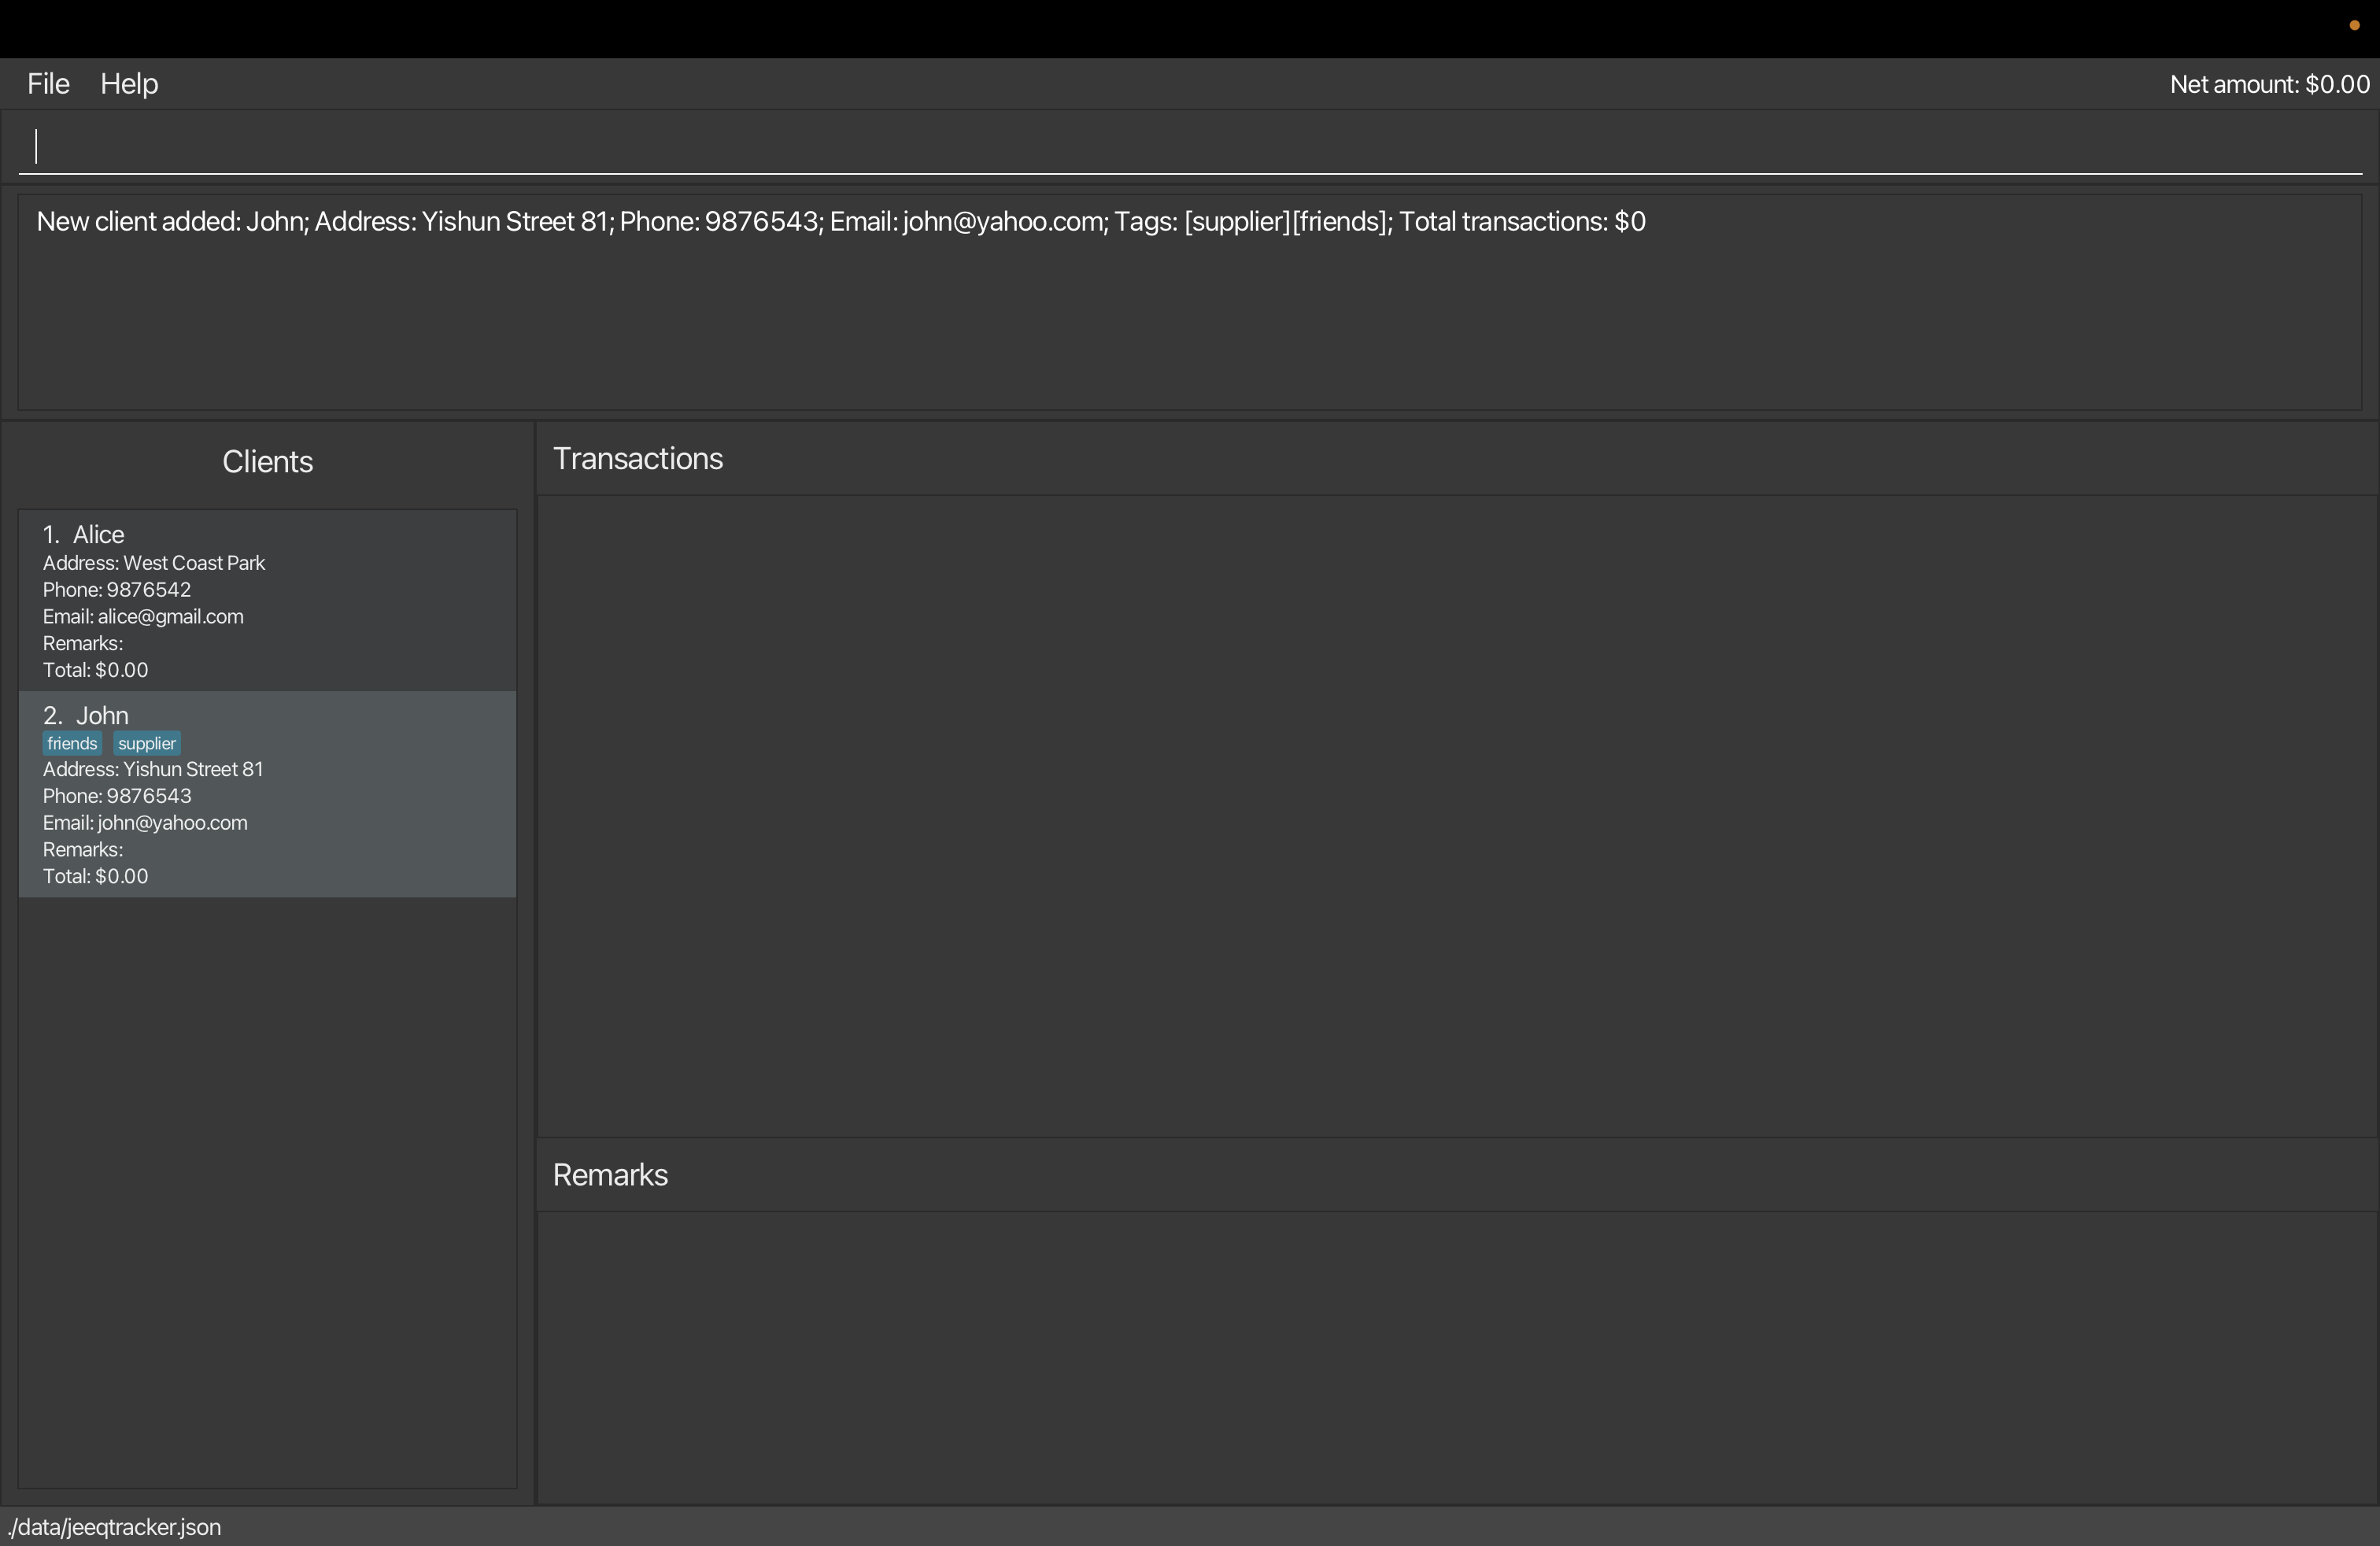 File Help Net amount: $0.00
New client added: John; Address: Yishun Street 81; Phone: 9876543; Email: john@yahoo.com; Tags: [supplier][friends]; Total transactions: $0
Clients
1. Alice
Address: West Coast Park
Phone: 9876542
Email: alice@gmail.com
Remarks:
Total: $0.00
2. John
friends supplier
Address: Yishun Street 81
Phone: 9876543
Email: john@yahoo.com
Remarks:
Total: $0.00
Transactions
Remarks
./data/jeeqtracker.json